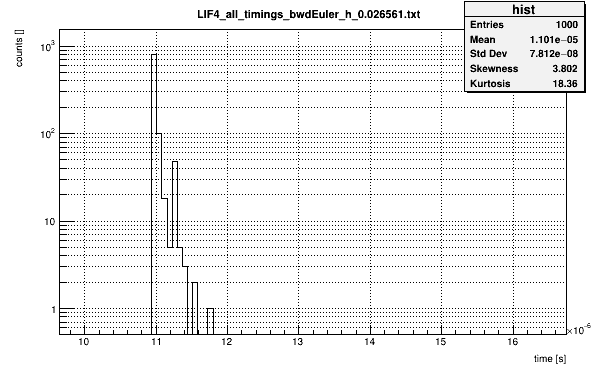 LIF4_all_timings_bwdEuler_h_0.026561.txt
hist
Entries 1000
Mean 1.101e−05
Std Dev 7.812e−08
Skewness 3.802
Kurtosis 18.36
counts []
10³
10²
10
1
10 11 12 13 14 15 16
×10⁻⁶
time [s]